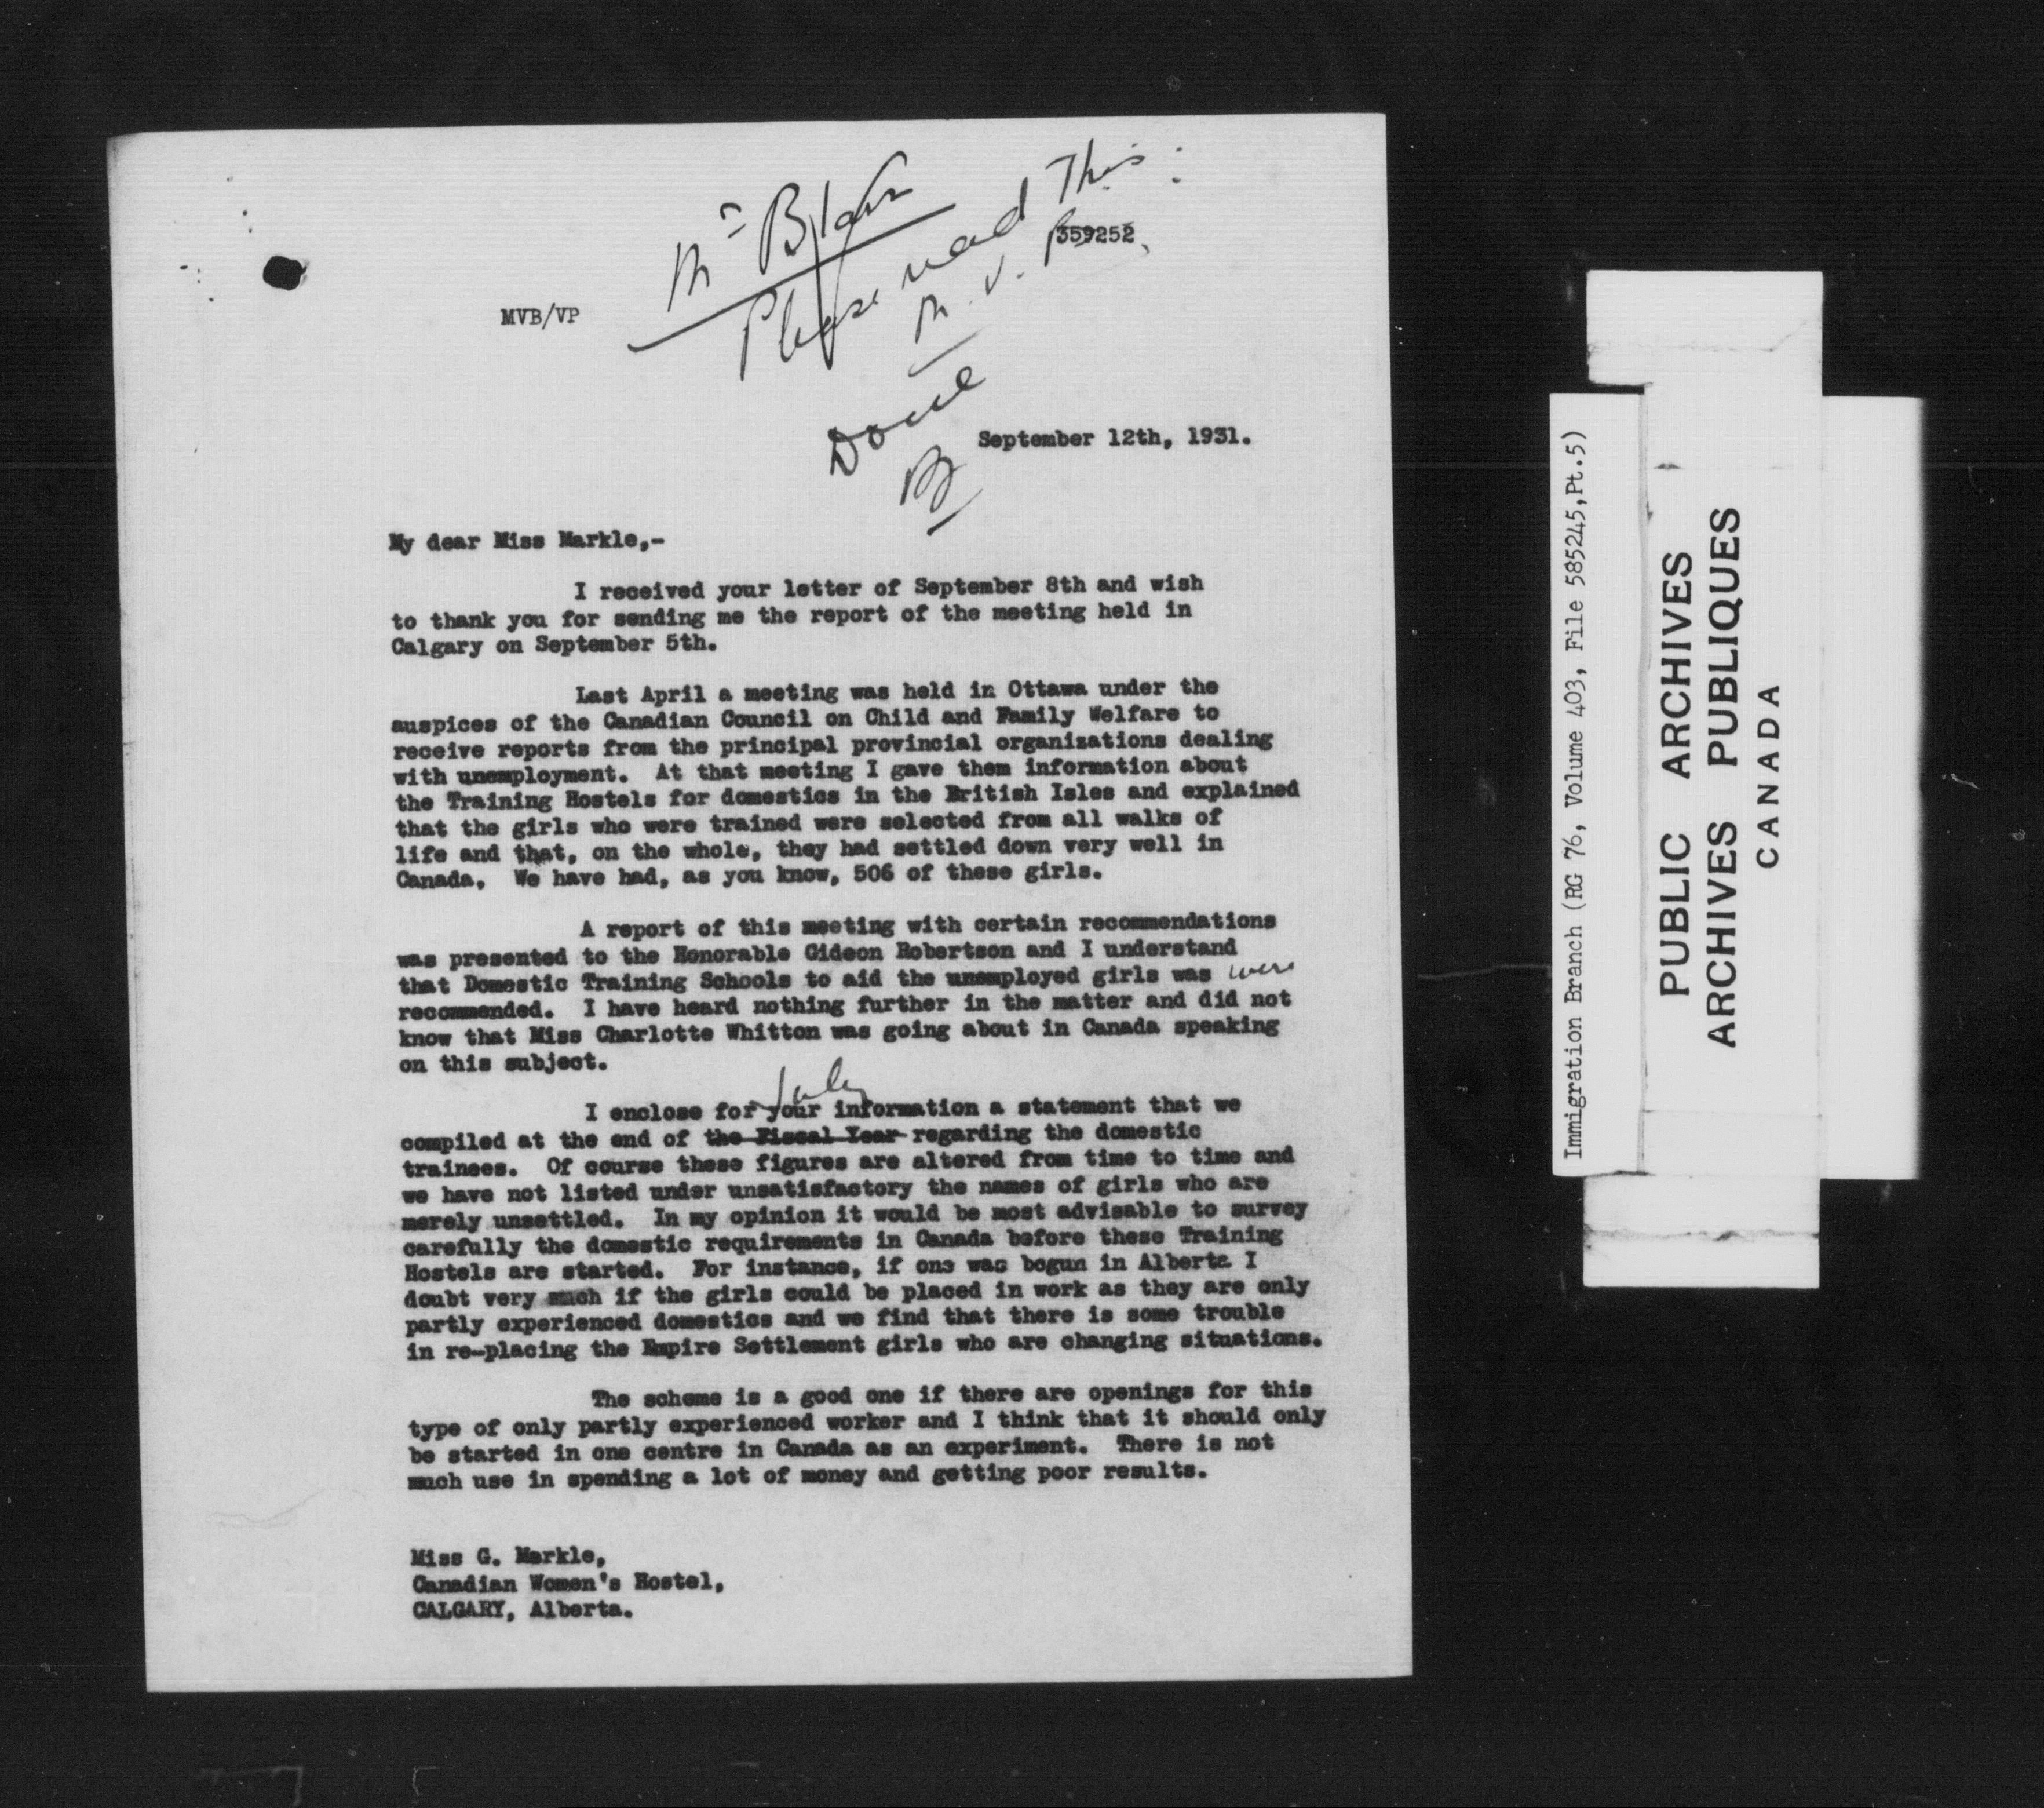 Mr Blair
Please read This:
359252
M. V. B.
MVB/VP
Done
B
September 12th, 1931.
My dear Miss Markle,-
I received your letter of September 8th and wish
to thank you for sending me the report of the meeting held in
Calgary on September 5th.
Last April a meeting was held in Ottawa under the
auspices of the Canadian Council on Child and Family Welfare to
receive reports from the principal provincial organizations dealing
with unemployment. At that meeting I gave them information about
the Training Hostels for domestics in the British Isles and explained
that the girls who were trained were selected from all walks of
life and that, on the whole, they had settled down very well in
Canada. We have had, as you know, 506 of these girls.
A report of this meeting with certain recommendations
was presented to the Honorable Gideon Robertson and I understand
that Domestic Training Schools to aid the unemployed girls was were
recommended. I have heard nothing further in the matter and did not
know that Miss Charlotte Whitton was going about in Canada speaking
on this subject.
July
I enclose for your information a statement that we
compiled at the end of the Fiscal Year regarding the domestic
trainees. Of course these figures are altered from time to time and
we have not listed under unsatisfactory the names of girls who are
merely unsettled. In my opinion it would be most advisable to survey
carefully the domestic requirements in Canada before these Training
Hostels are started. For instance, if one was begun in Alberta I
doubt very much if the girls could be placed in work as they are only
partly experienced domestics and we find that there is some trouble
in re-placing the Empire Settlement girls who are changing situations.
The scheme is a good one if there are openings for this
type of only partly experienced worker and I think that it should only
be started in one centre in Canada as an experiment. There is not
much use in spending a lot of money and getting poor results.
Miss G. Markle,
Canadian Women's Hostel,
CALGARY, Alberta.
Immigration Branch (RG 76, Volume 403, File 585245,Pt.5)
PUBLIC ARCHIVES
ARCHIVES PUBLIQUES
CANADA